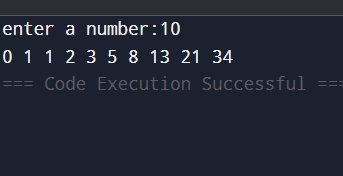 enter a number:10
0 1 1 2 3 5 8 13 21 34
=== Code Execution Successful ===